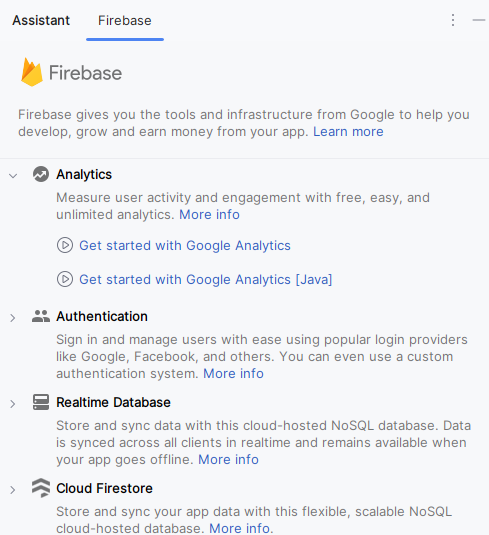 Assistant Firebase
Firebase
Firebase gives you the tools and infrastructure from Google to help you
develop, grow and earn money from your app. Learn more
Analytics
Measure user activity and engagement with free, easy, and
unlimited analytics. More info
Get started with Google Analytics
Get started with Google Analytics [Java]
Authentication
Sign in and manage users with ease using popular login providers
like Google, Facebook, and others. You can even use a custom
authentication system. More info
Realtime Database
Store and sync data with this cloud-hosted NoSQL database. Data
is synced across all clients in realtime and remains available when
your app goes offline. More info
Cloud Firestore
Store and sync your app data with this flexible, scalable NoSQL
cloud-hosted database. More info.